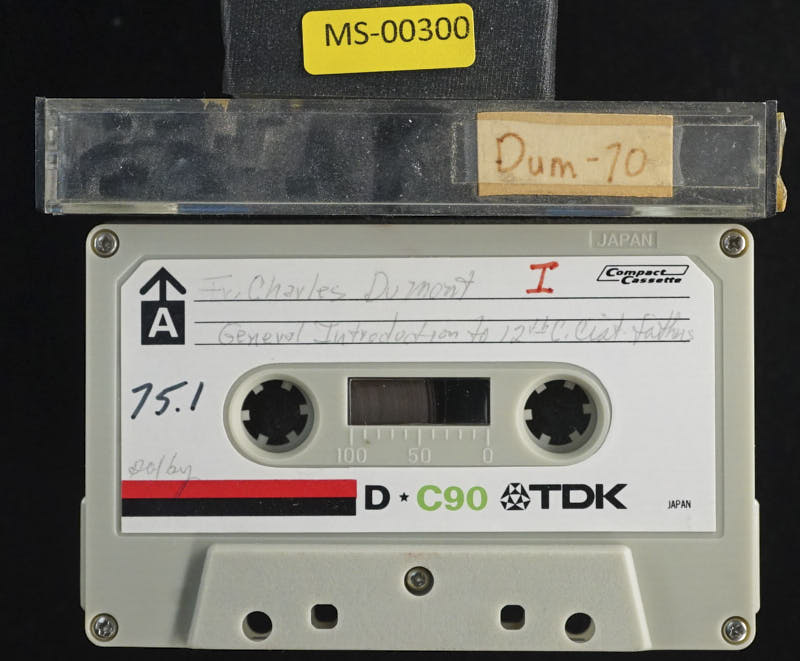 MS-00300
Dum-70
JAPAN
Fr. Charles Dumont I
Compact Cassette
A
General Introduction to 12th C. Cist. fathers
75.1
100 50 0
Dolby
D ★ C90 TDK
JAPAN